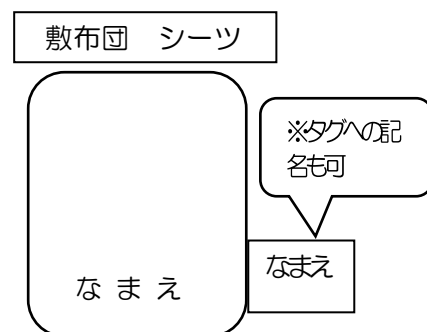 敷布団　シーツ
※タグへの記
名も可
なまえ
な ま え